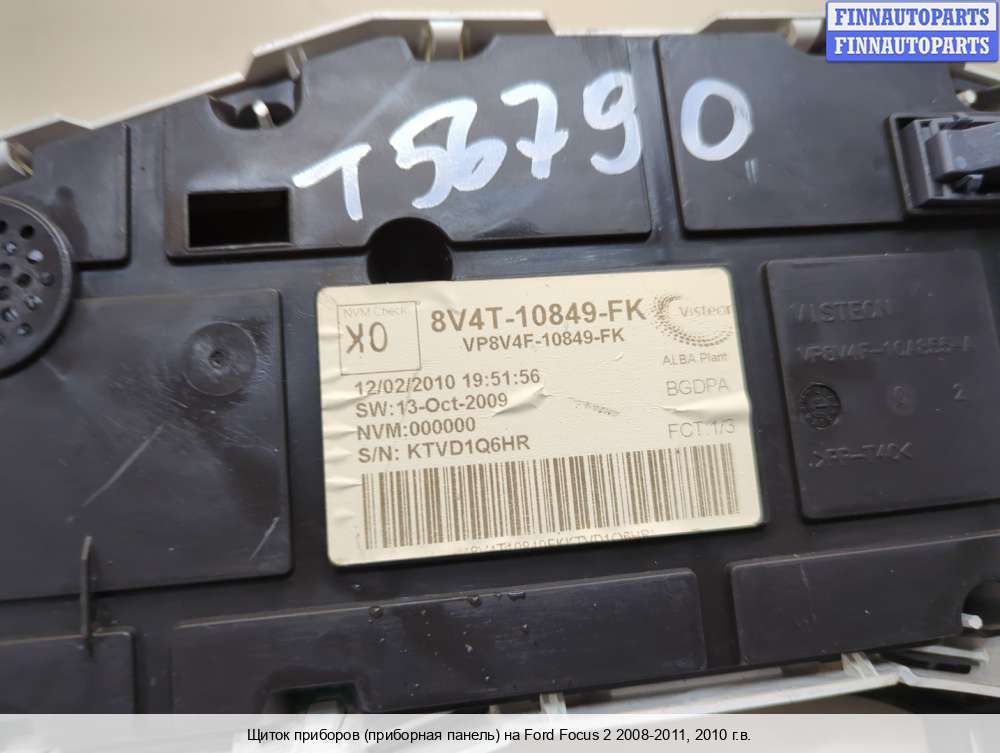 FINNAUTOPARTS
FINNAUTOPARTS
T56790
NVM Check
X0
8V4T-10849-FK
VP8V4F-10849-FK
Visteon
ALBA Plant
12/02/2010 19:51:56
BGDPA
SW:13-Oct-2009
NVM:000000
FCT:1/3
S/N: KTVD1Q6HR
VISTEON
2
Щиток приборов (приборная панель) на Ford Focus 2 2008-2011, 2010 г.в.